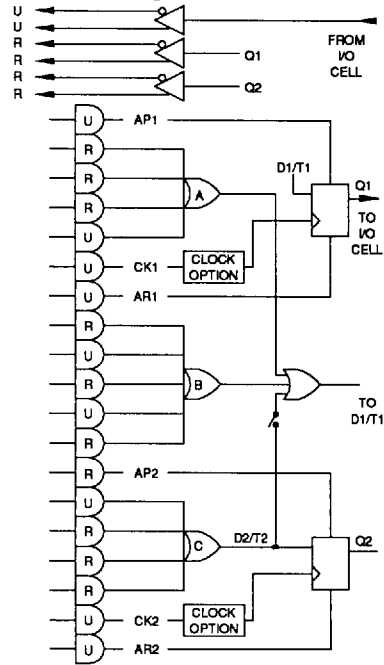 U
U
R
R
R
R
FROM
I/O
CELL
Q1
Q2
U AP1
R
R
R
U
A
D1/T1
Q1
TO
I/O
CELL
U CK1 CLOCK
OPTION
U AR1
R
U
R
U
R
B
TO
D1/T1
R AP2
U
R
R
R
C D2/T2
Q2
U CK2 CLOCK
OPTION
U AR2